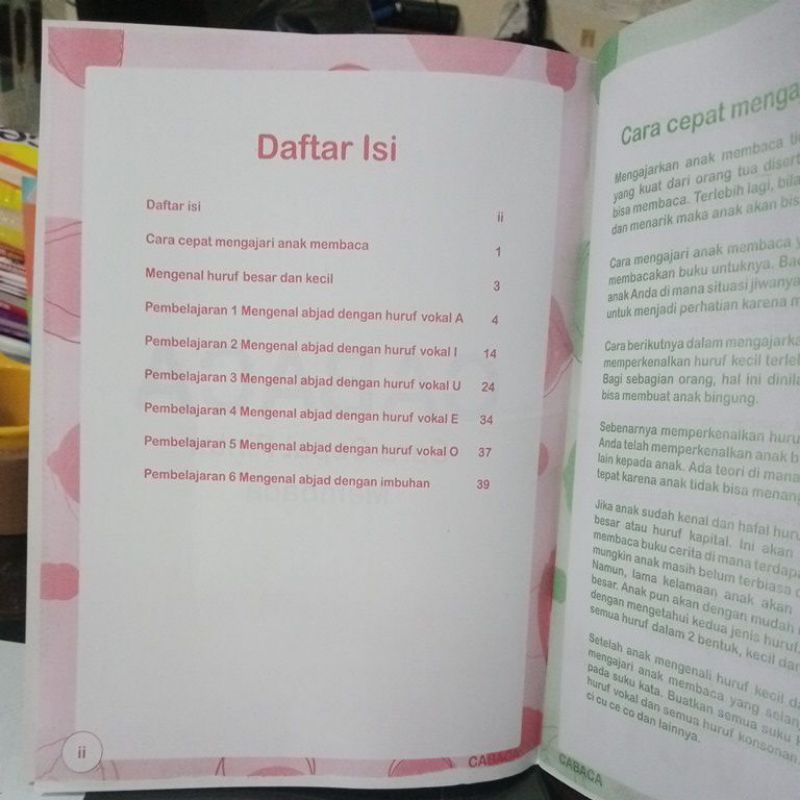 Daftar Isi
Daftar isi ii
Cara cepat mengajari anak membaca 1
Mengenal huruf besar dan kecil 3
Pembelajaran 1 Mengenal abjad dengan huruf vokal A 4
Pembelajaran 2 Mengenal abjad dengan huruf vokal I 14
Pembelajaran 3 Mengenal abjad dengan huruf vokal U 24
Pembelajaran 4 Mengenal abjad dengan huruf vokal E 34
Pembelajaran 5 Mengenal abjad dengan huruf vokal O 37
Pembelajaran 6 Mengenal abjad dengan imbuhan 39
ii
CABACA
Cara cepat menga
Mengajarkan anak membaca
yang kuat dari orang tua
bisa membaca. Terlebih lagi, bila
dan menarik maka anak akan bis
Cara mengajari anak membaca
membacakan buku untuknya.
anak Anda di mana situasi jiwanya
untuk menjadi perhatian karena m
Cara berikutnya dalam mengajarka
memperkenalkan huruf kecil
Bagi sebagian orang, hal ini
bisa membuat anak bingung.
Sebenarnya memperkenalkan huru
Anda telah memperkenalkan anak b
lain kepada anak. Ada teori di mana
tepat karena anak tidak bisa
Jika anak sudah kenal dan hafal huru
besar atau huruf kapital. Ini akan
membaca buku cerita di mana
mungkin anak masih belum terbiasa
Namun, lama kelamaan anak akan
besar. Anak pun akan dengan mudah
dengan mengetahui kedua jenis huruf.
semua huruf dalam 2 bentuk, kecil dan
Setelah anak mengenali huruf kecil da
mengajari anak membaca yang
pada suku kata. Buatkan semua suku
huruf vokal dan semua huruf konsonan,
ci cu ce co dan lainnya.
CABACA